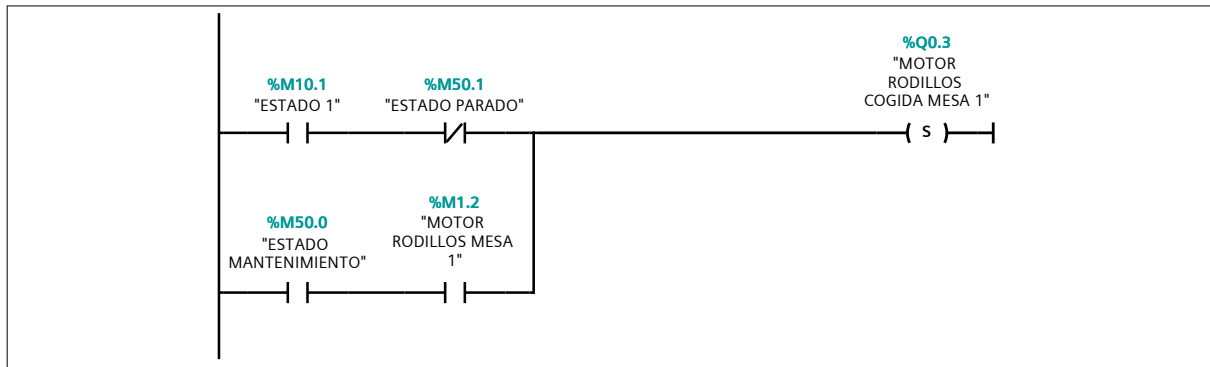 %Q0.3
"MOTOR
RODILLOS
COGIDA MESA 1"
%M10.1
"ESTADO 1"
%M50.1
"ESTADO PARADO"
S
%M50.0
"ESTADO
MANTENIMIENTO"
%M1.2
"MOTOR
RODILLOS MESA
1"